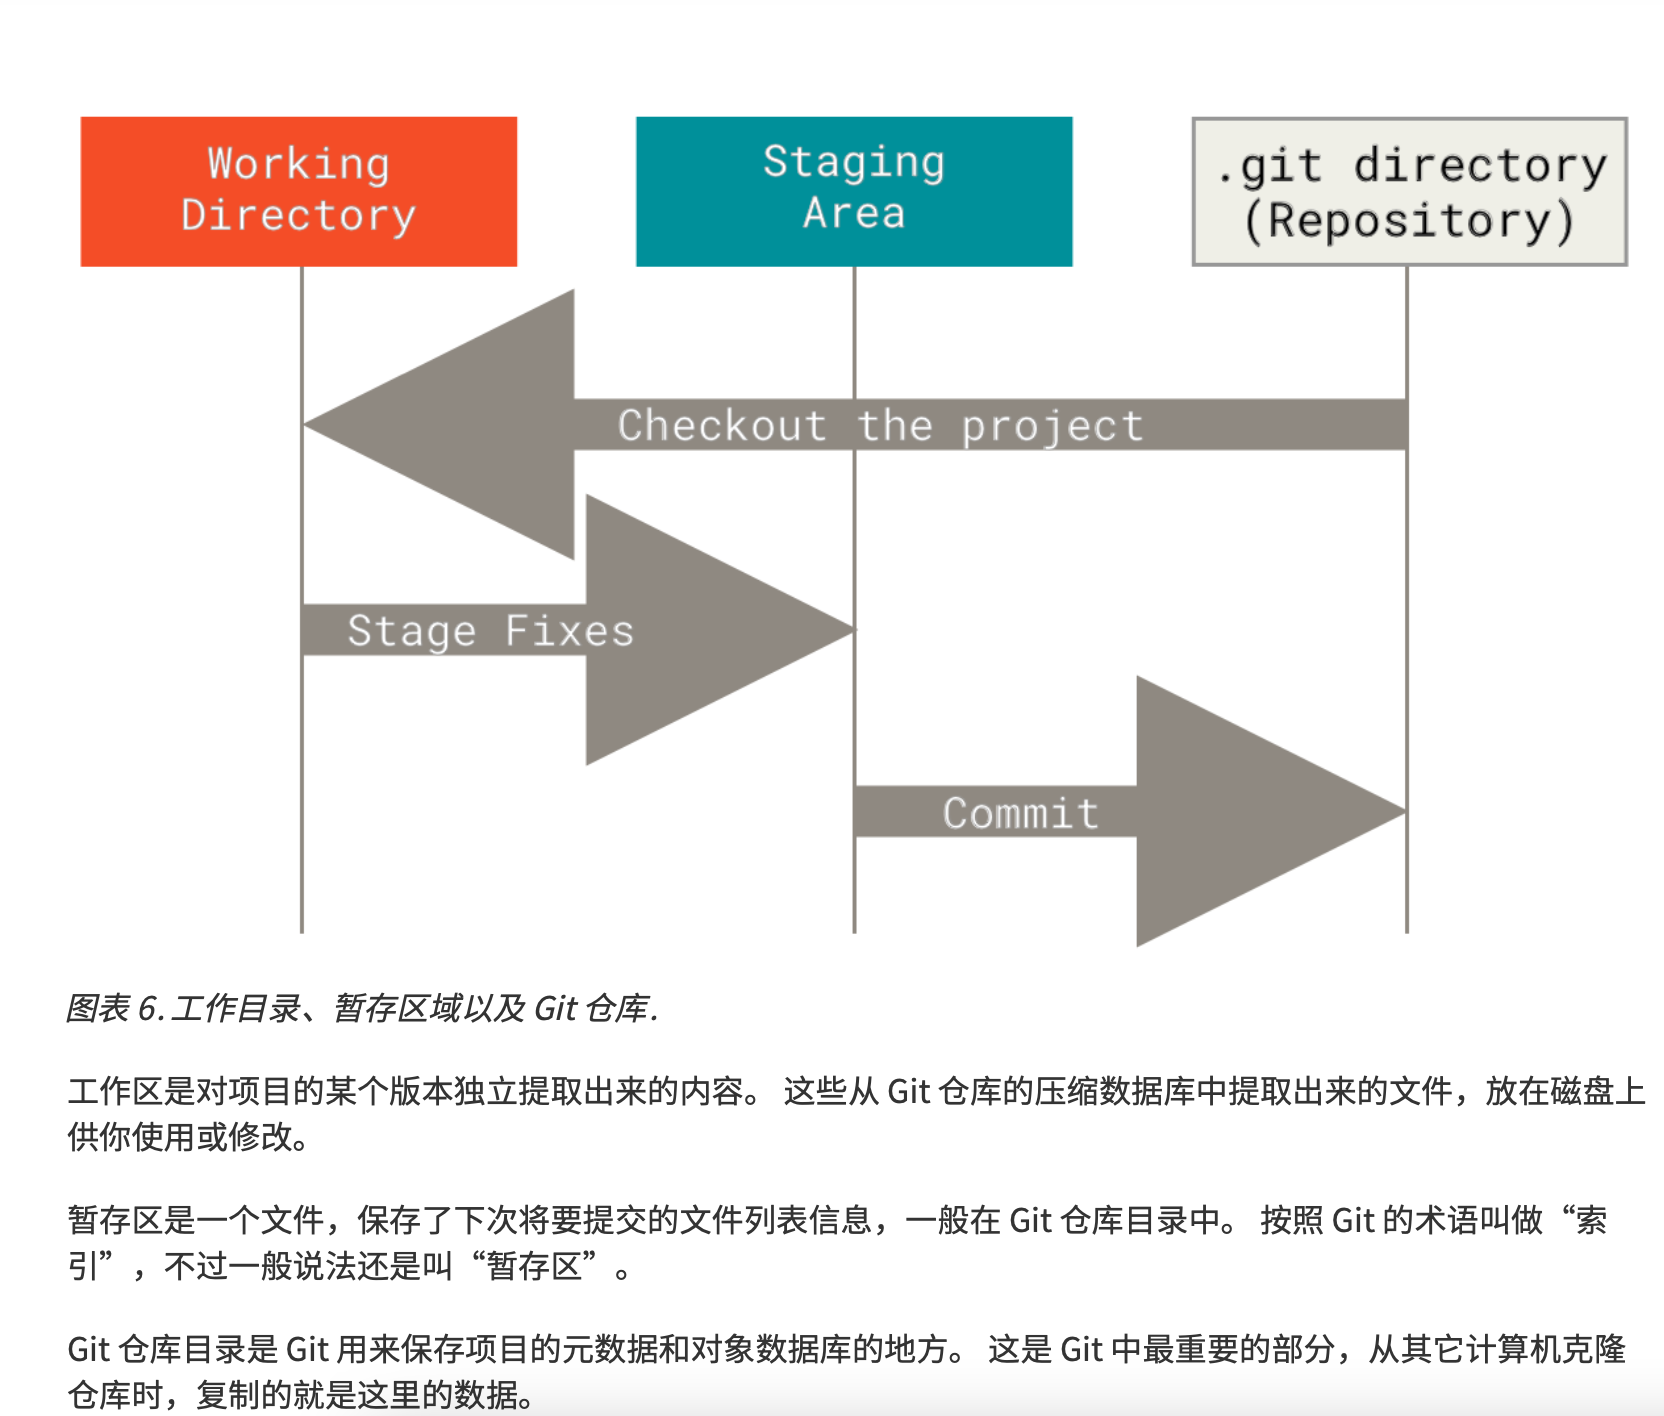 Working
Directory
Staging
Area
.git directory
(Repository)
Checkout the project
Stage Fixes
Commit
图表 6. 工作目录、暂存区域以及 Git 仓库.
工作区是对项目的某个版本独立提取出来的内容。 这些从 Git 仓库的压缩数据库中提取出来的文件，放在磁盘上
供你使用或修改。
暂存区是一个文件，保存了下次将要提交的文件列表信息，一般在 Git 仓库目录中。 按照 Git 的术语叫做“索
引”，不过一般说法还是叫“暂存区”。
Git 仓库目录是 Git 用来保存项目的元数据和对象数据库的地方。 这是 Git 中最重要的部分，从其它计算机克隆
仓库时，复制的就是这里的数据。